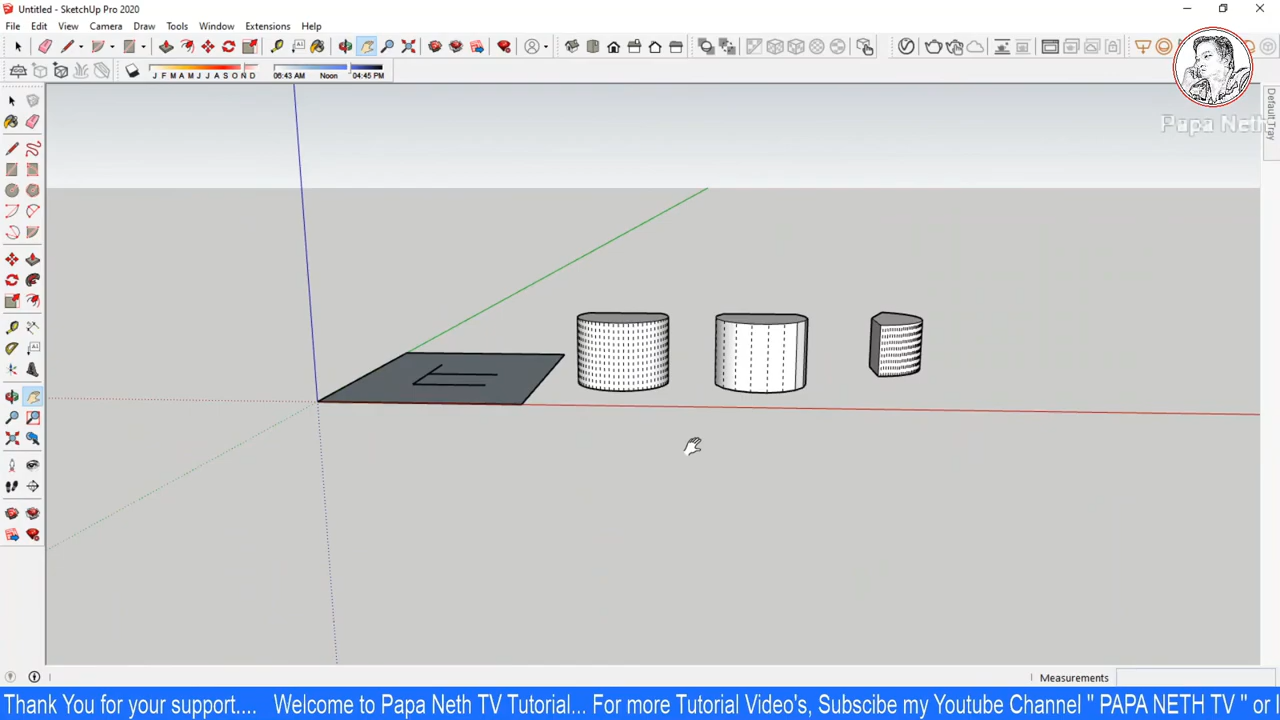 Untitled - SketchUp Pro 2020
File Edit View Camera Draw Tools Window Extensions Help
J F M A M J J A S O N D 06:43 AM Noon 04:45 PM
Default Tray
Papa Neth
Measurements
Thank You for your support.... Welcome to Papa Neth TV Tutorial... For more Tutorial Video's, Subscibe my Youtube Channel " PAPA NETH TV " or